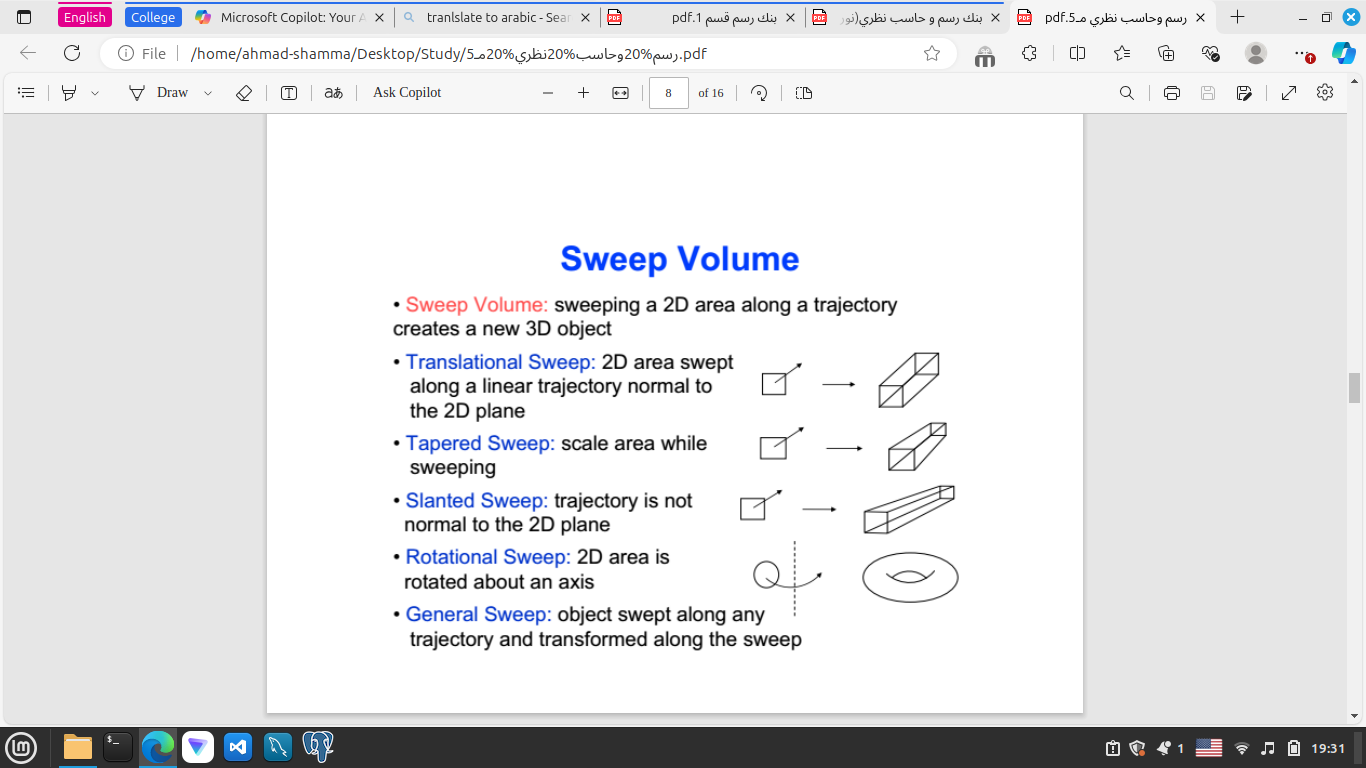 English
College
Microsoft Copilot: Your A
tranlslate to arabic - Sear
بنك رسم قسم 1.pdf
بنك رسم و حاسب نظري(نور).pdf
رسم وحاسب نظري مـ5.pdf
File
/home/ahmad-shamma/Desktop/Study/رسم%20وحاسب%20نظري%20مـ5.pdf
Draw
aあ
Ask Copilot
8
of 16
Sweep Volume
• Sweep Volume: sweeping a 2D area along a trajectory
creates a new 3D object
• Translational Sweep: 2D area swept
along a linear trajectory normal to
the 2D plane
• Tapered Sweep: scale area while
sweeping
• Slanted Sweep: trajectory is not
normal to the 2D plane
• Rotational Sweep: 2D area is
rotated about an axis
• General Sweep: object swept along any
trajectory and transformed along the sweep
1
19:31